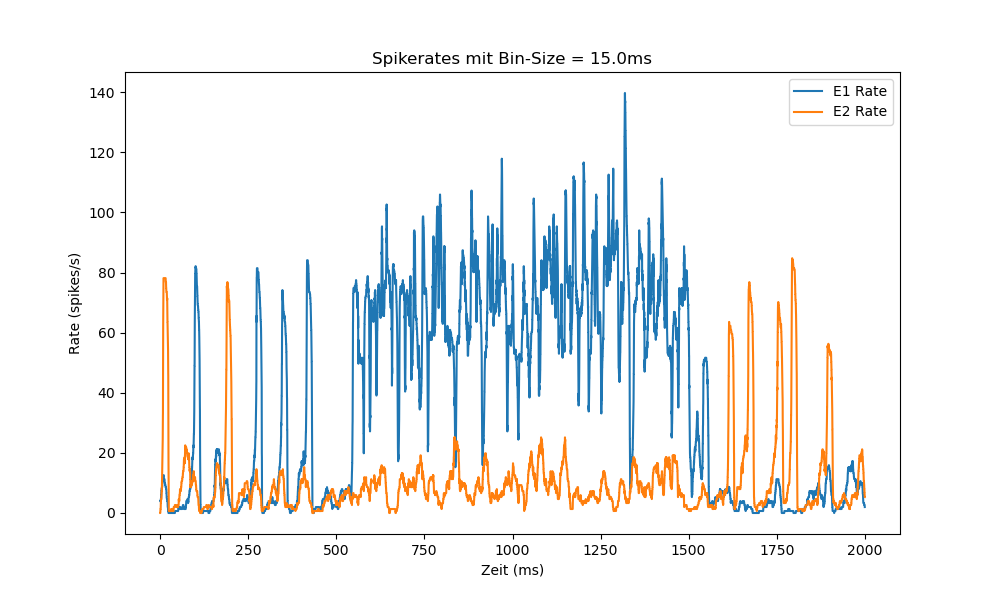 Spikerates mit Bin-Size = 15.0ms
E1 Rate
E2 Rate
Rate (spikes/s)
140
120
100
80
60
40
20
0
0 250 500 750 1000 1250 1500 1750 2000
Zeit (ms)